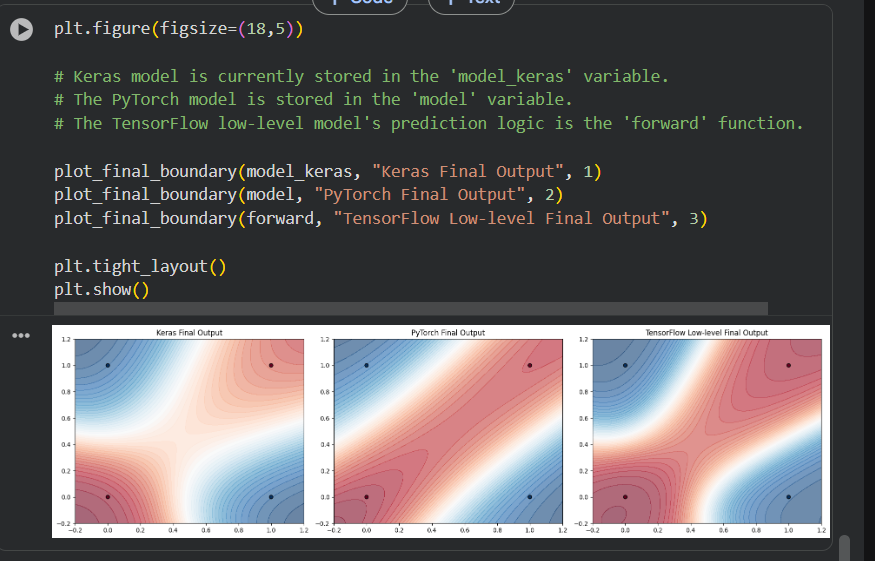 + Code + Text
plt.figure(figsize=(18,5))
# Keras model is currently stored in the 'model_keras' variable.
# The PyTorch model is stored in the 'model' variable.
# The TensorFlow low-level model's prediction logic is the 'forward' function.
plot_final_boundary(model_keras, "Keras Final Output", 1)
plot_final_boundary(model, "PyTorch Final Output", 2)
plot_final_boundary(forward, "TensorFlow Low-level Final Output", 3)
plt.tight_layout()
plt.show()
Keras Final Output
1.2
1.0
0.8
0.6
0.4
0.2
0.0
−0.2
−0.2 0.0 0.2 0.4 0.6 0.8 1.0 1.2
PyTorch Final Output
1.2
1.0
0.8
0.6
0.4
0.2
0.0
−0.2
−0.2 0.0 0.2 0.4 0.6 0.8 1.0 1.2
TensorFlow Low-level Final Output
1.2
1.0
0.8
0.6
0.4
0.2
0.0
−0.2
−0.2 0.0 0.2 0.4 0.6 0.8 1.0 1.2